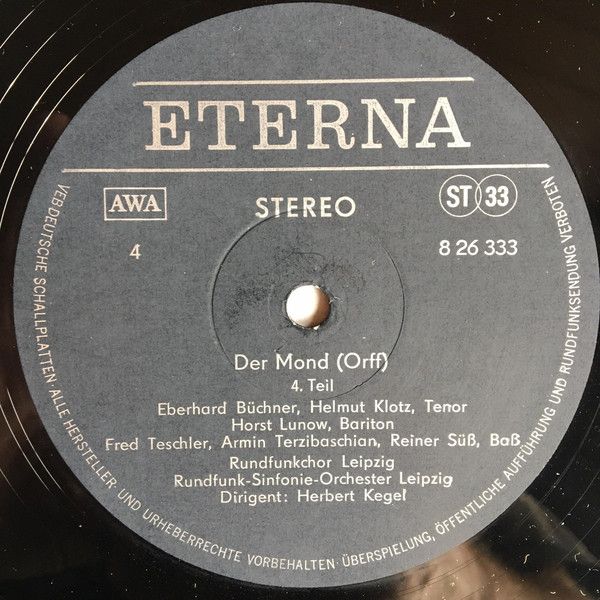 ETERNA
AWA
STEREO
ST 33
4
8 26 333
Der Mond (Orff)
4. Teil
Eberhard Büchner, Helmut Klotz, Tenor
Horst Lunow, Bariton
Fred Teschler, Armin Terzibaschian, Reiner Süß, Baß
Rundfunkchor Leipzig
Rundfunk-Sinfonie-Orchester Leipzig
Dirigent: Herbert Kegel
VEB DEUTSCHE SCHALLPLATTEN · ALLE HERSTELLER- UND URHEBERRECHTE VORBEHALTEN · ÜBERSPIELUNG, ÖFFENTLICHE AUFFÜHRUNG UND RUNDFUNKSENDUNG VERBOTEN